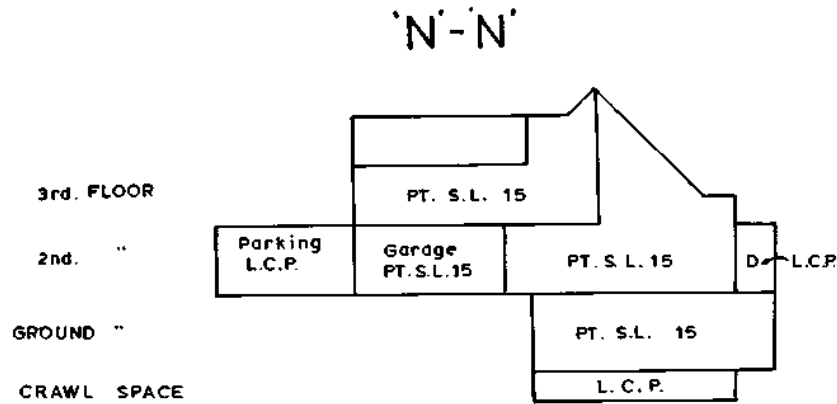 'N'-'N'
3rd. FLOOR
PT. S.L. 15
2nd. "
Parking
L.C.P.
Garage
PT.S.L.15
PT. S. L. 15
D
L.C.P.
GROUND "
PT. S.L. 15
CRAWL SPACE
L.C.P.